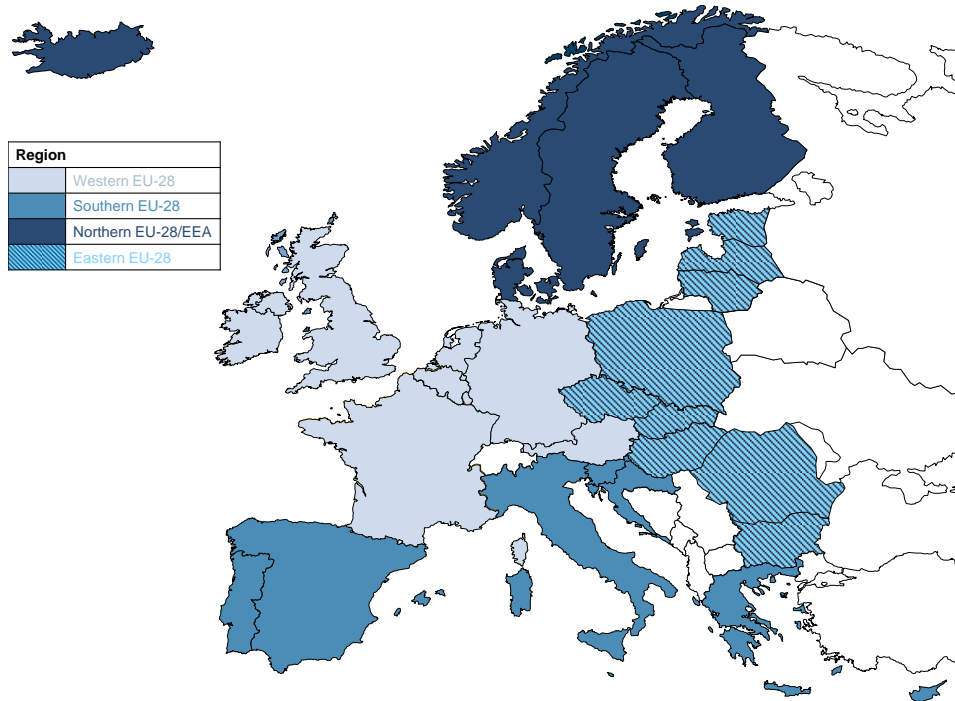 Region
Western EU-28
Southern EU-28
Northern EU-28/EEA
Eastern EU-28